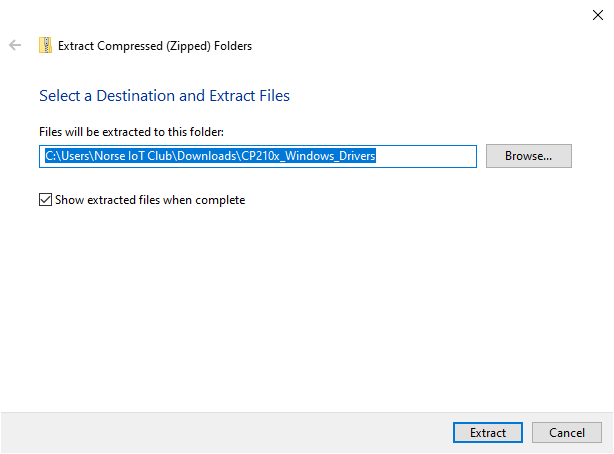 Extract Compressed (Zipped) Folders
Select a Destination and Extract Files
Files will be extracted to this folder:
C:\Users\Norse IoT Club\Downloads\CP210x_Windows_Drivers
Browse...
Show extracted files when complete
Extract
Cancel